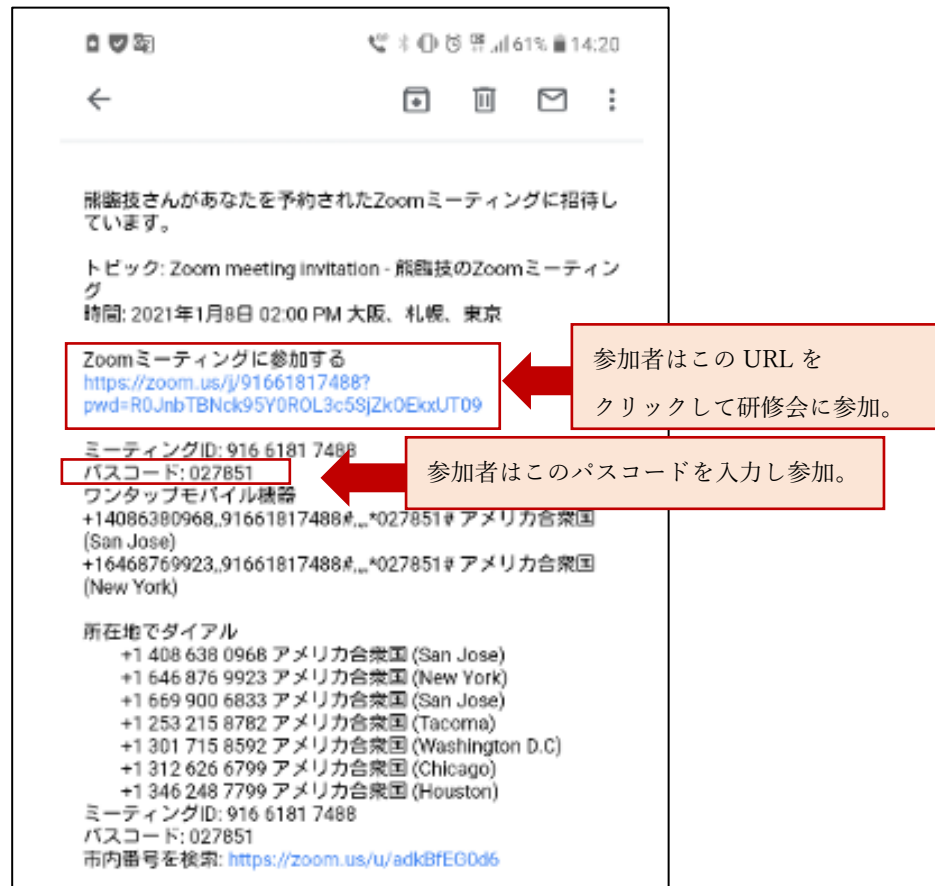 61% 14:20
熊臨技さんがあなたを予約されたZoomミーティングに招待し
ています。
トピック: Zoom meeting invitation - 熊臨技のZoomミーティン
グ
時間: 2021年1月8日 02:00 PM 大阪、札幌、東京
Zoomミーティングに参加する
https://zoom.us/j/91661817488?
pwd=R0JnbTBNck95Y0ROL3c5SjZkOEkxUT09
参加者はこの URL を
クリックして研修会に参加。
ミーティングID: 916 6181 7488
パスコード: 027851
参加者はこのパスコードを入力し参加。
ワンタップモバイル機器
+14086380968,,91661817488#,,,,*027851# アメリカ合衆国
(San Jose)
+16468769923,,91661817488#,,,,*027851# アメリカ合衆国
(New York)
所在地でダイアル
+1 408 638 0968 アメリカ合衆国 (San Jose)
+1 646 876 9923 アメリカ合衆国 (New York)
+1 669 900 6833 アメリカ合衆国 (San Jose)
+1 253 215 8782 アメリカ合衆国 (Tacoma)
+1 301 715 8592 アメリカ合衆国 (Washington D.C)
+1 312 626 6799 アメリカ合衆国 (Chicago)
+1 346 248 7799 アメリカ合衆国 (Houston)
ミーティングID: 916 6181 7488
パスコード: 027851
市内番号を検索: https://zoom.us/u/adkBfEG0d6